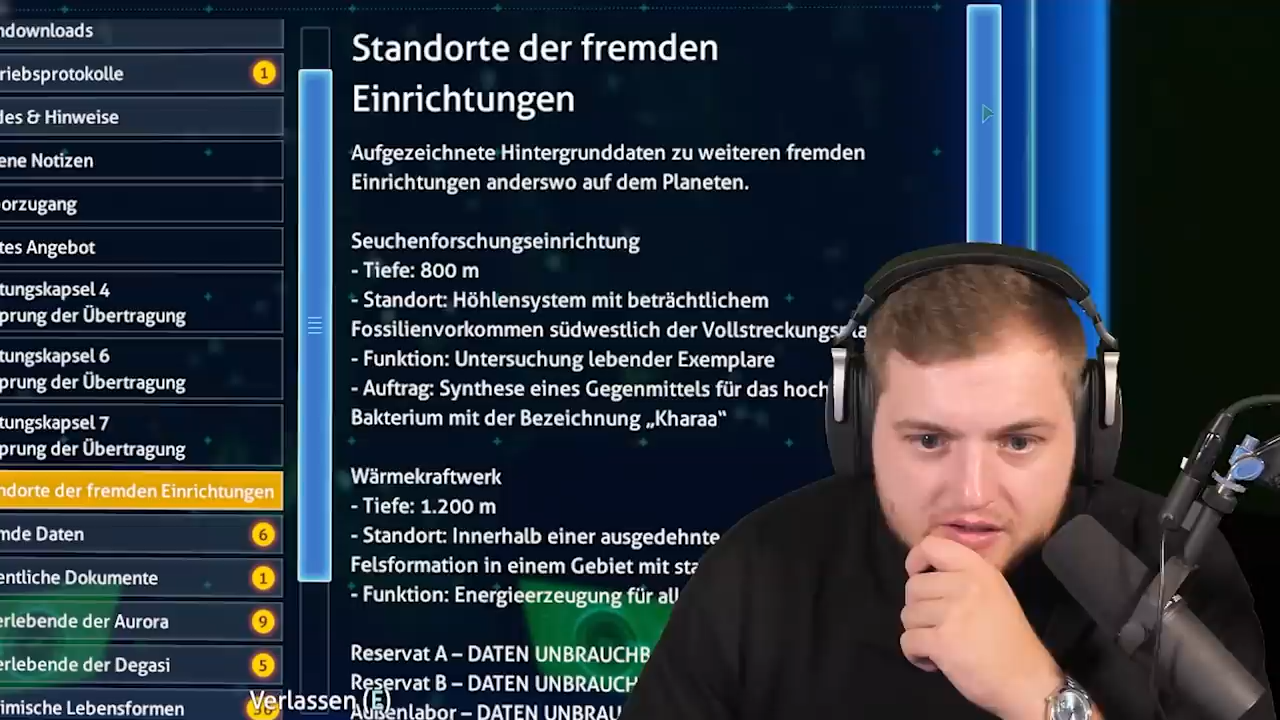 ndownloads
riebsprotokolle 1
des & Hinweise
ene Notizen
orzugang
tes Angebot
tungskapsel 4
prung der Übertragung
tungskapsel 6
prung der Übertragung
tungskapsel 7
prung der Übertragung
ndorte der fremden Einrichtungen
mde Daten 6
entliche Dokumente 1
erlebende der Aurora 9
erlebende der Degasi 5
imische Lebensformen
Standorte der fremden
Einrichtungen
Aufgezeichnete Hintergrunddaten zu weiteren fremden
Einrichtungen anderswo auf dem Planeten.
Seuchenforschungseinrichtung
- Tiefe: 800 m
- Standort: Höhlensystem mit beträchtlichem
Fossilienvorkommen südwestlich der Vollstreckungs
- Funktion: Untersuchung lebender Exemplare
- Auftrag: Synthese eines Gegenmittels für das hoch
Bakterium mit der Bezeichnung „Kharaa“
Wärmekraftwerk
- Tiefe: 1.200 m
- Standort: Innerhalb einer ausgedehnte
Felsformation in einem Gebiet mit sta
- Funktion: Energieerzeugung für all
Reservat A – DATEN UNBRAUCHB
Reservat B – DATEN UNBRAUCH
Außenlabor – DATEN UNBRAU
Verlassen (E)